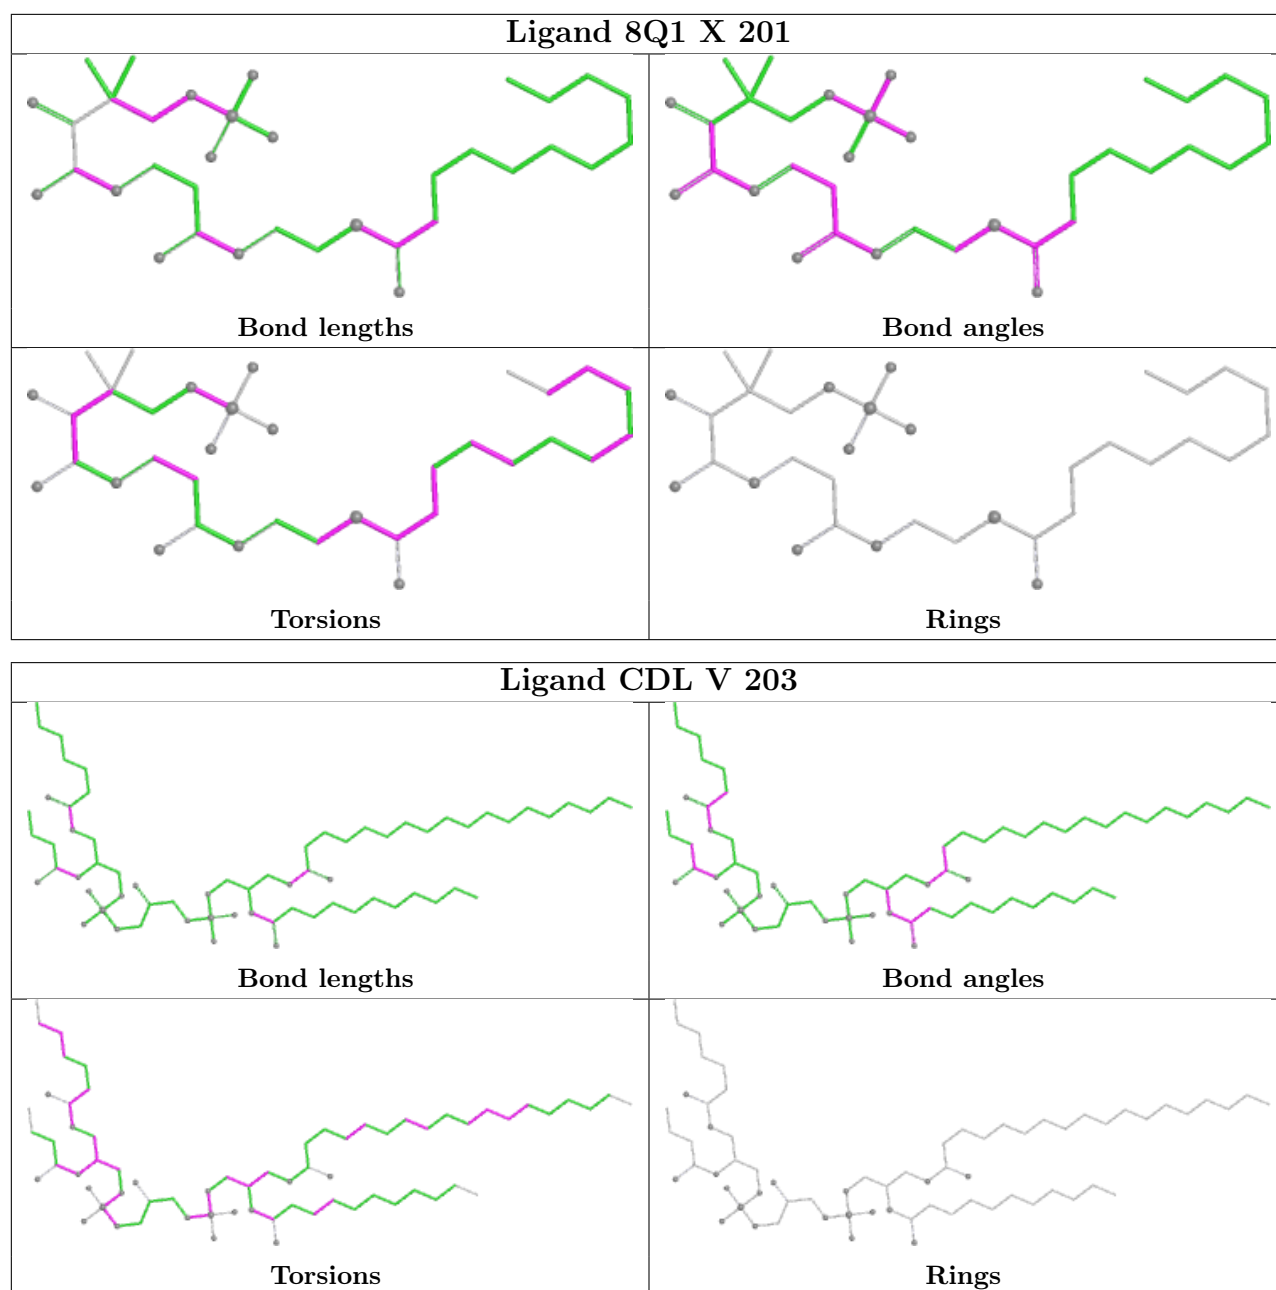 Ligand 8Q1 X 201
Bond lengths
Bond angles
Torsions
Rings
Ligand CDL V 203
Bond lengths
Bond angles
Torsions
Rings